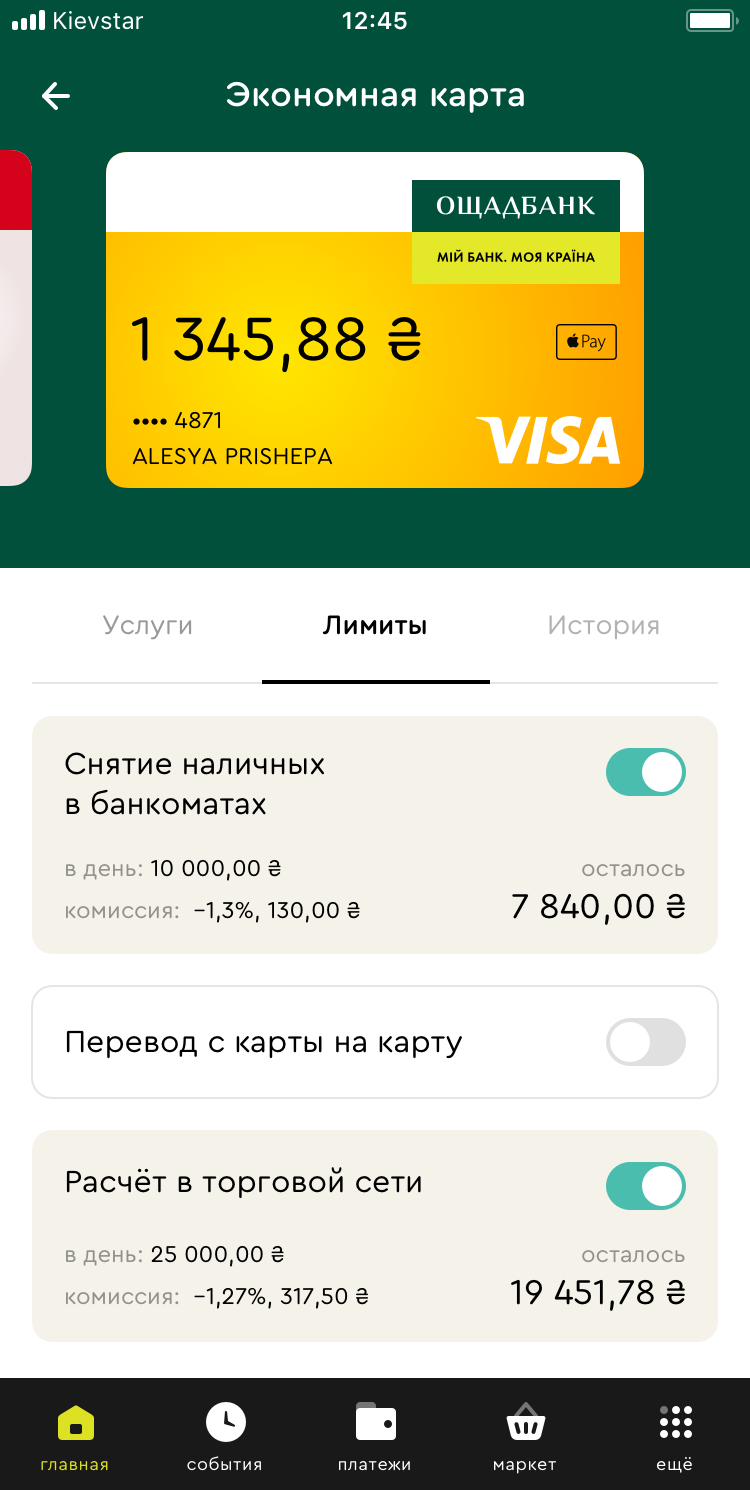 Kievstar 12:45
Экономная карта
ОЩАДБАНК
МІЙ БАНК. МОЯ КРАЇНА
1 345,88 ₴
Pay
•••• 4871
ALESYA PRISHEPA
VISA
Услуги Лимиты История
Снятие наличных
в банкоматах
в день: 10 000,00 ₴ осталось
комиссия: –1,3%, 130,00 ₴ 7 840,00 ₴
Перевод с карты на карту
Расчёт в торговой сети
в день: 25 000,00 ₴ осталось
комиссия: –1,27%, 317,50 ₴ 19 451,78 ₴
главная события платежи маркет ещё